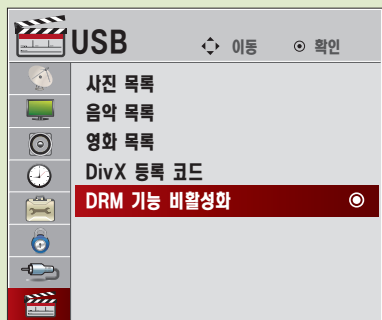 USB 이동 확인
사진 목록
음악 목록
영화 목록
DivX 등록 코드
DRM 기능 비활성화